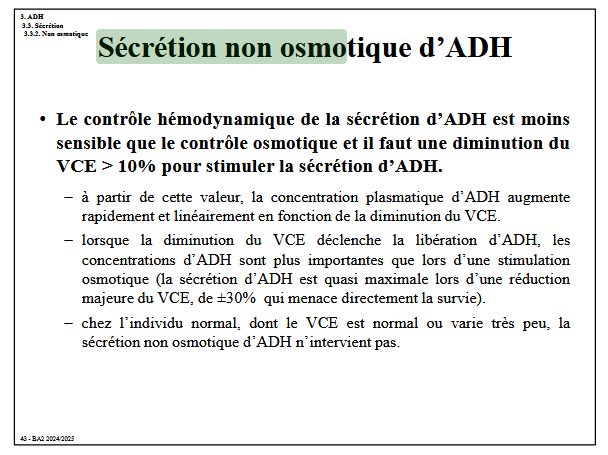 3. ADH
3.3. Sécrétion
3.3.2. Non osmotique
Sécrétion non osmotique d’ADH
• Le contrôle hémodynamique de la sécrétion d’ADH est moins
sensible que le contrôle osmotique et il faut une diminution du
VCE > 10% pour stimuler la sécrétion d’ADH.
– à partir de cette valeur, la concentration plasmatique d’ADH augmente
rapidement et linéairement en fonction de la diminution du VCE.
– lorsque la diminution du VCE déclenche la libération d’ADH, les
concentrations d’ADH sont plus importantes que lors d’une stimulation
osmotique (la sécrétion d’ADH est quasi maximale lors d’une réduction
majeure du VCE, de ±30% qui menace directement la survie).
– chez l’individu normal, dont le VCE est normal ou varie très peu, la
sécrétion non osmotique d’ADH n’intervient pas.
43 - BA2 2024/2025